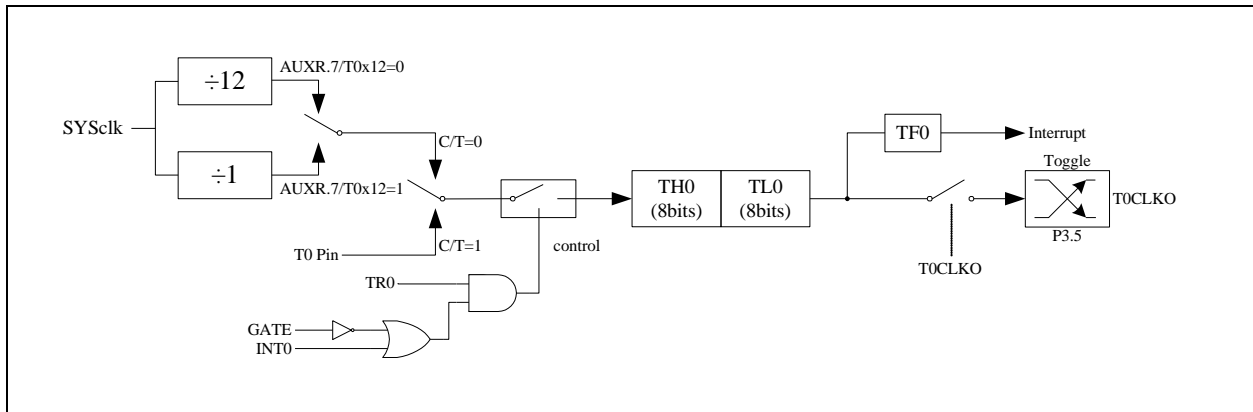 ÷12
AUXR.7/T0x12=0
SYSclk
÷1
AUXR.7/T0x12=1
C/T=0
C/T=1
T0 Pin
control
TR0
GATE
INT0
TH0
(8bits)
TL0
(8bits)
TF0
Interrupt
Toggle
T0CLKO
P3.5
T0CLKO